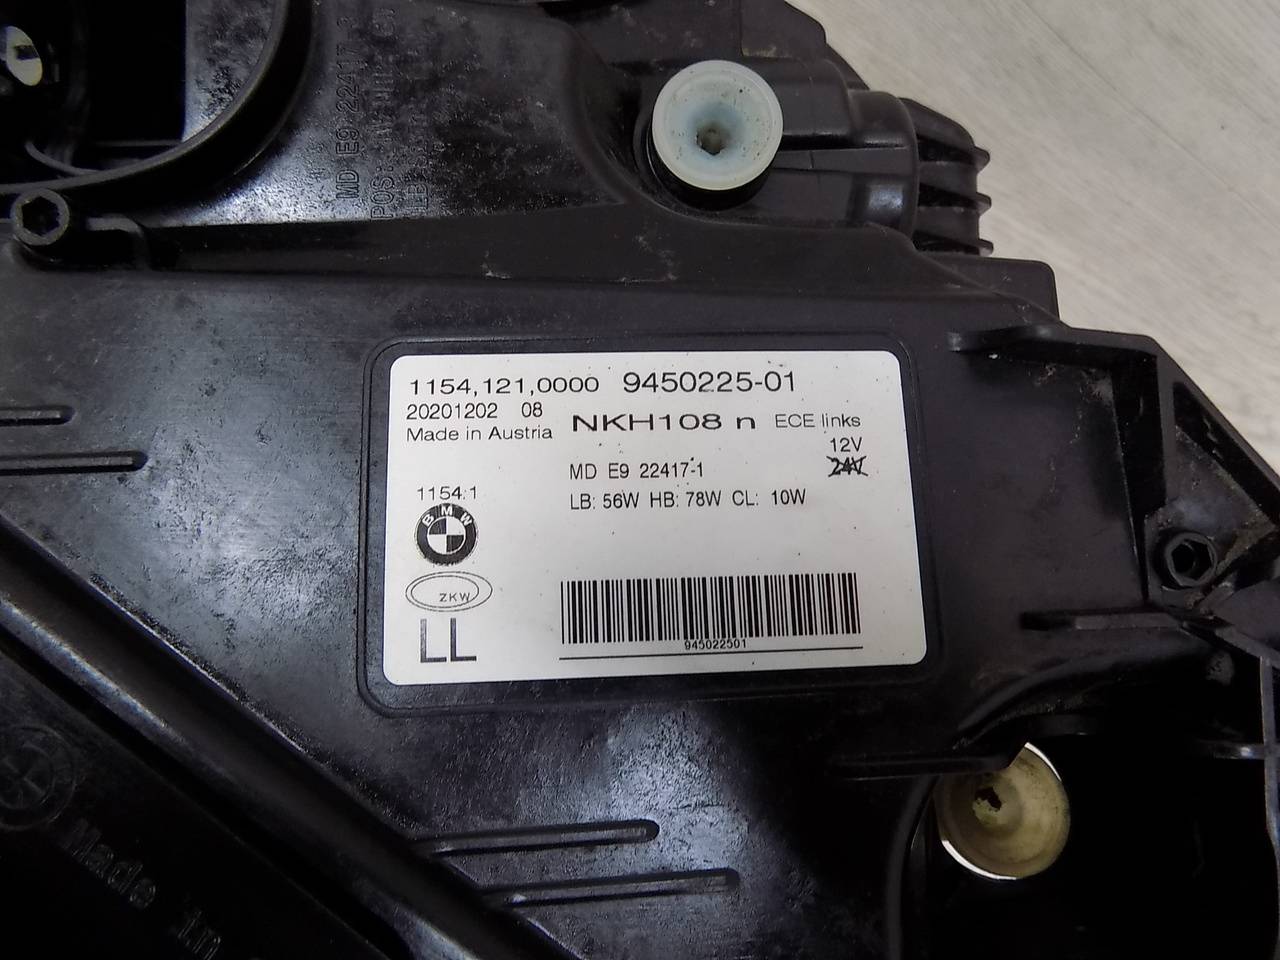 MD E9 22417
POS:
1154,121,0000 9450225-01
20201202 08 NKH108 n ECE links
Made in Austria
12V
24V
MD E9 22417-1
1154.1
LB: 56W HB: 78W CL: 10W
BMW
ZKW
LL
945022501
Made in